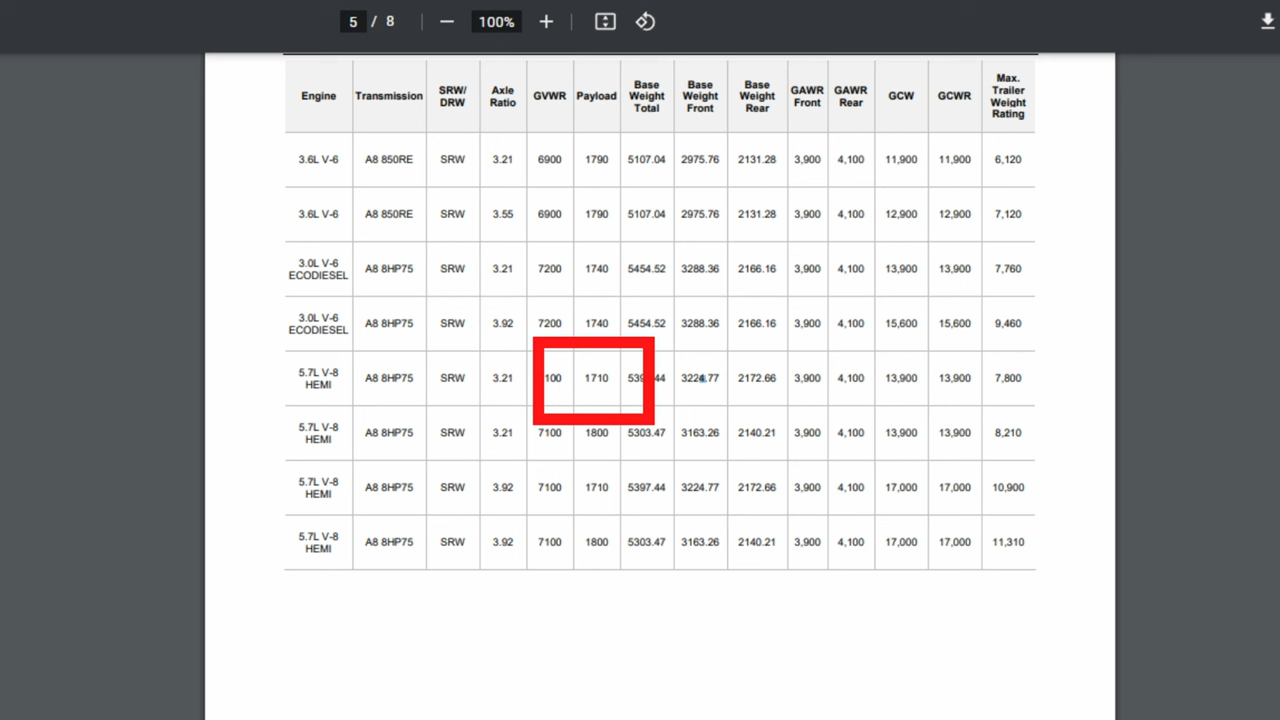 5 / 8 100%
Engine Transmission SRW/ DRW Axle Ratio GVWR Payload Base Weight Total Base Weight Front Base Weight Rear GAWR Front GAWR Rear GCW GCWR Max. Trailer Weight Rating
3.6L V-6 A8 850RE SRW 3.21 6900 1790 5107.04 2975.76 2131.28 3,900 4,100 11,900 11,900 6,120
3.6L V-6 A8 850RE SRW 3.55 6900 1790 5107.04 2975.76 2131.28 3,900 4,100 12,900 12,900 7,120
3.0L V-6 ECODIESEL A8 8HP75 SRW 3.21 7200 1740 5454.52 3288.36 2166.16 3,900 4,100 13,900 13,900 7,760
3.0L V-6 ECODIESEL A8 8HP75 SRW 3.92 7200 1740 5454.52 3288.36 2166.16 3,900 4,100 15,600 15,600 9,460
5.7L V-8 HEMI A8 8HP75 SRW 3.21 100 1710 3224.77 2172.66 3,900 4,100 13,900 13,900 7,800
5.7L V-8 HEMI A8 8HP75 SRW 3.21 7100 1800 5303.47 3163.26 2140.21 3,900 4,100 13,900 13,900 8,210
5.7L V-8 HEMI A8 8HP75 SRW 3.92 7100 1710 5397.44 3224.77 2172.66 3,900 4,100 17,000 17,000 10,900
5.7L V-8 HEMI A8 8HP75 SRW 3.92 7100 1800 5303.47 3163.26 2140.21 3,900 4,100 17,000 17,000 11,310